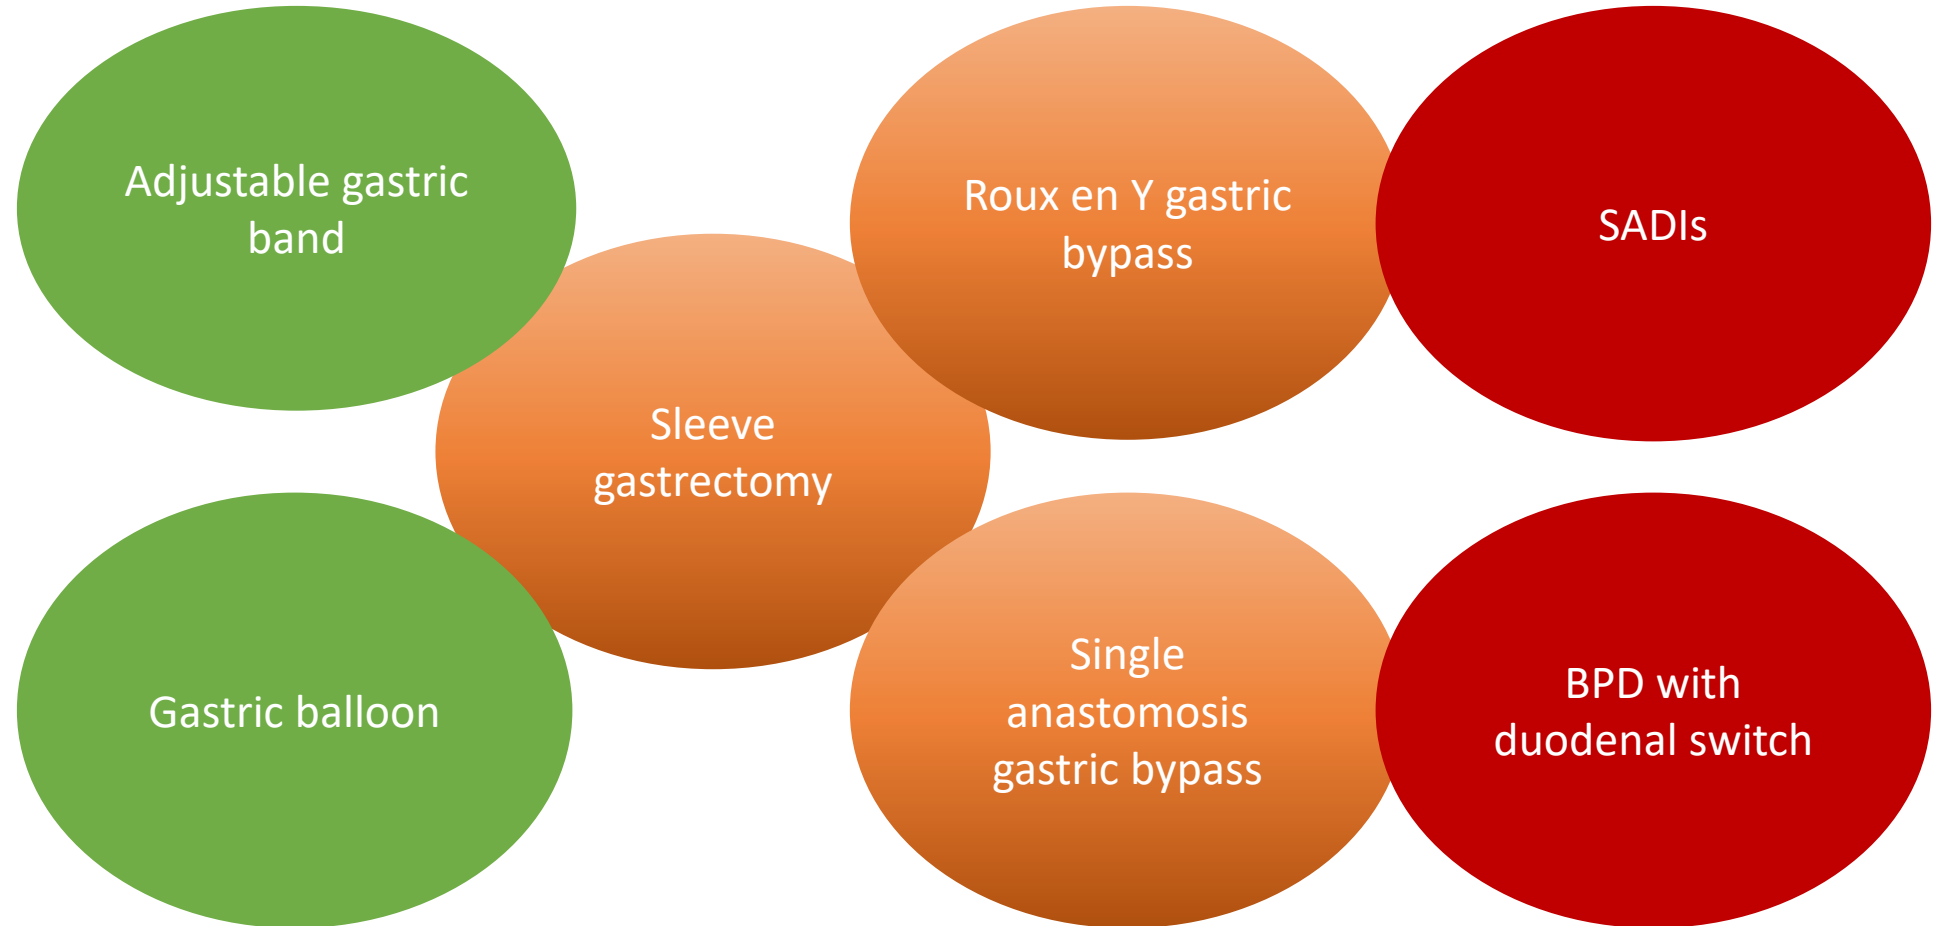 Adjustable gastric
band
Sleeve
gastrectomy
Gastric balloon
Roux en Y gastric
bypass
Single
anastomosis
gastric bypass
SADIs
BPD with
duodenal switch